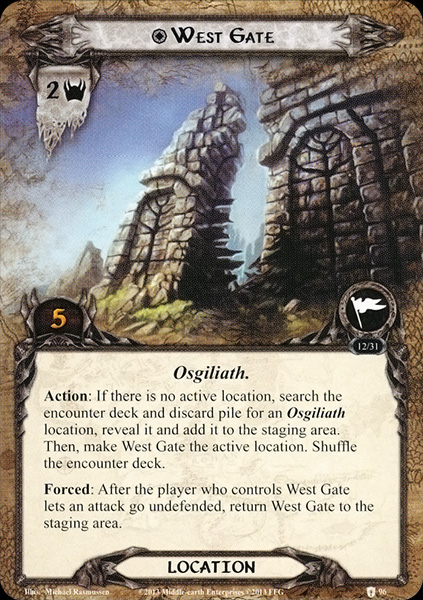 West Gate
2
5
12/31
Osgiliath.
Action: If there is no active location, search the
encounter deck and discard pile for an Osgiliath
location, reveal it and add it to the staging area.
Then, make West Gate the active location. Shuffle
the encounter deck.
Forced: After the player who controls West Gate
lets an attack go undefended, return West Gate to the
staging area.
LOCATION
Illus. Michael Rasmussen ©2013 Middle-earth Enterprises ©2013 FFG 96